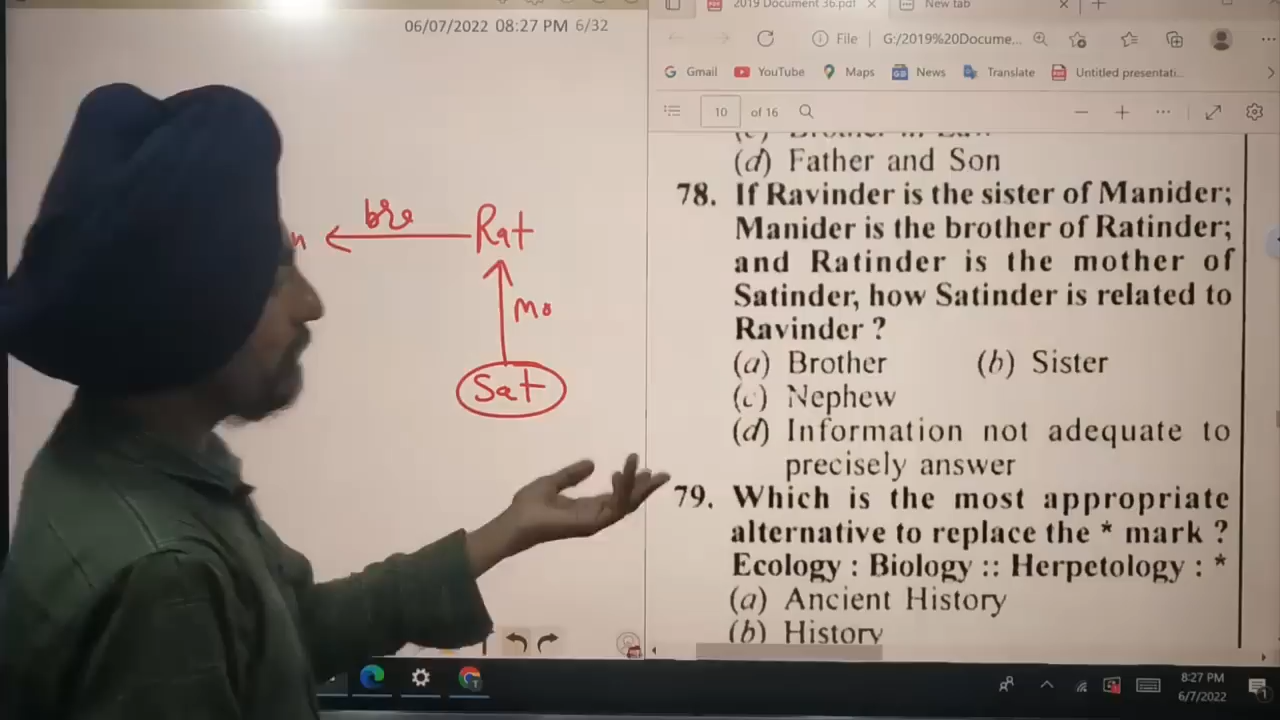 06/07/2022 08:27 PM 6/32
bro
Rat
Mo
Sat
2019 Document 36.pdf
New tab
File
G:/2019%20Docume...
Gmail
YouTube
Maps
News
Translate
Untitled presentati...
10 of 16
(d) Father and Son
78. If Ravinder is the sister of Manider;
Manider is the brother of Ratinder;
and Ratinder is the mother of
Satinder, how Satinder is related to
Ravinder ?
(a) Brother (b) Sister
(c) Nephew
(d) Information not adequate to
precisely answer
79. Which is the most appropriate
alternative to replace the * mark ?
Ecology : Biology :: Herpetology : *
(a) Ancient History
(b) History
8:27 PM
6/7/2022